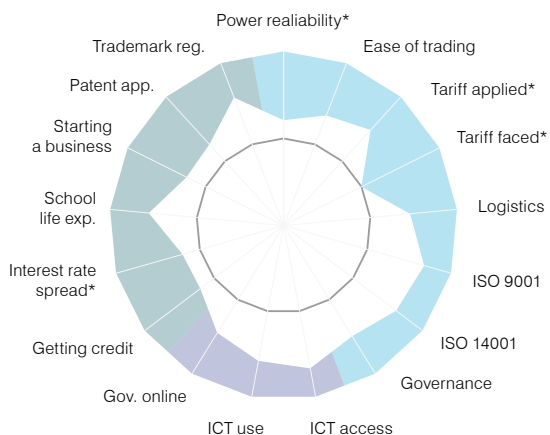 Power realiability*
Ease of trading
Tariff applied*
Tariff faced*
Logistics
ISO 9001
ISO 14001
Governance
ICT access
ICT use
Gov. online
Getting credit
Interest rate
spread*
School
life exp.
Starting
a business
Patent app.
Trademark reg.